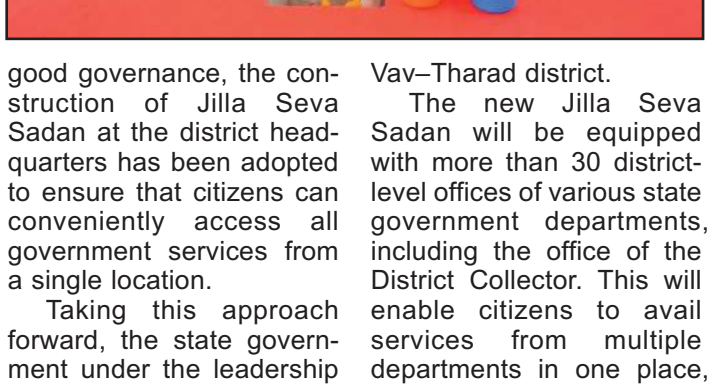 good governance, the con-
struction of Jilla Seva
Sadan at the district head-
quarters has been adopted
to ensure that citizens can
conveniently access all
government services from
a single location.
Taking this approach
forward, the state govern-
ment under the leadership
Vav–Tharad district.
The new Jilla Seva
Sadan will be equipped
with more than 30 district-
level offices of various state
government departments,
including the office of the
District Collector. This will
enable citizens to avail
services from multiple
departments in one place,